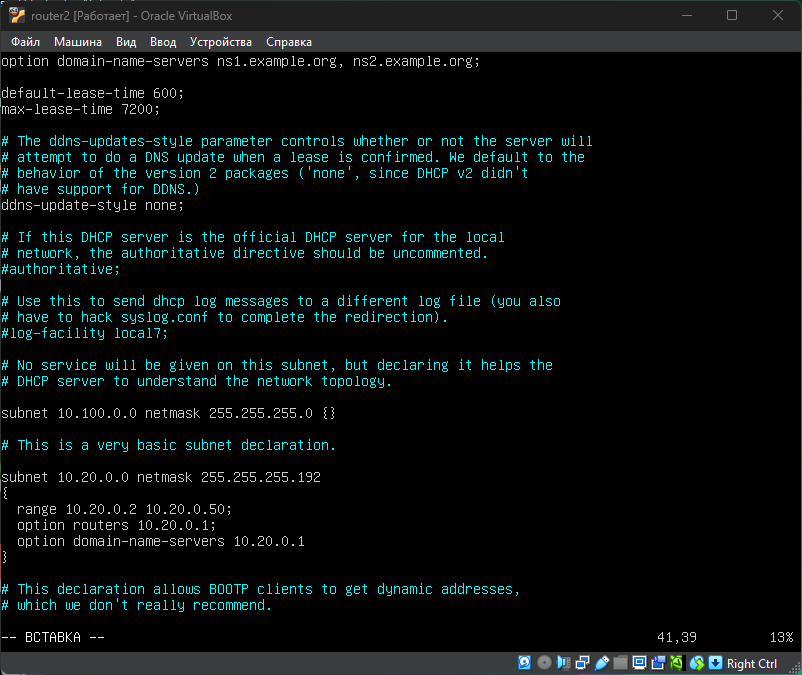 router2 [Работает] - Oracle VirtualBox
Файл Машина Вид Ввод Устройства Справка
option domain-name-servers ns1.example.org, ns2.example.org;
default-lease-time 600;
max-lease-time 7200;
# The ddns-updates-style parameter controls whether or not the server will
# attempt to do a DNS update when a lease is confirmed. We default to the
# behavior of the version 2 packages ('none', since DHCP v2 didn't
# have support for DDNS.)
ddns-update-style none;
# If this DHCP server is the official DHCP server for the local
# network, the authoritative directive should be uncommented.
#authoritative;
# Use this to send dhcp log messages to a different log file (you also
# have to hack syslog.conf to complete the redirection).
#log-facility local7;
# No service will be given on this subnet, but declaring it helps the
# DHCP server to understand the network topology.
subnet 10.100.0.0 netmask 255.255.255.0 {}
# This is a very basic subnet declaration.
subnet 10.20.0.0 netmask 255.255.255.192
{
range 10.20.0.2 10.20.0.50;
option routers 10.20.0.1;
option domain-name-servers 10.20.0.1
}
# This declaration allows BOOTP clients to get dynamic addresses,
# which we don't really recommend.
-- ВСТАВКА -- 41,39 13%
Right Ctrl